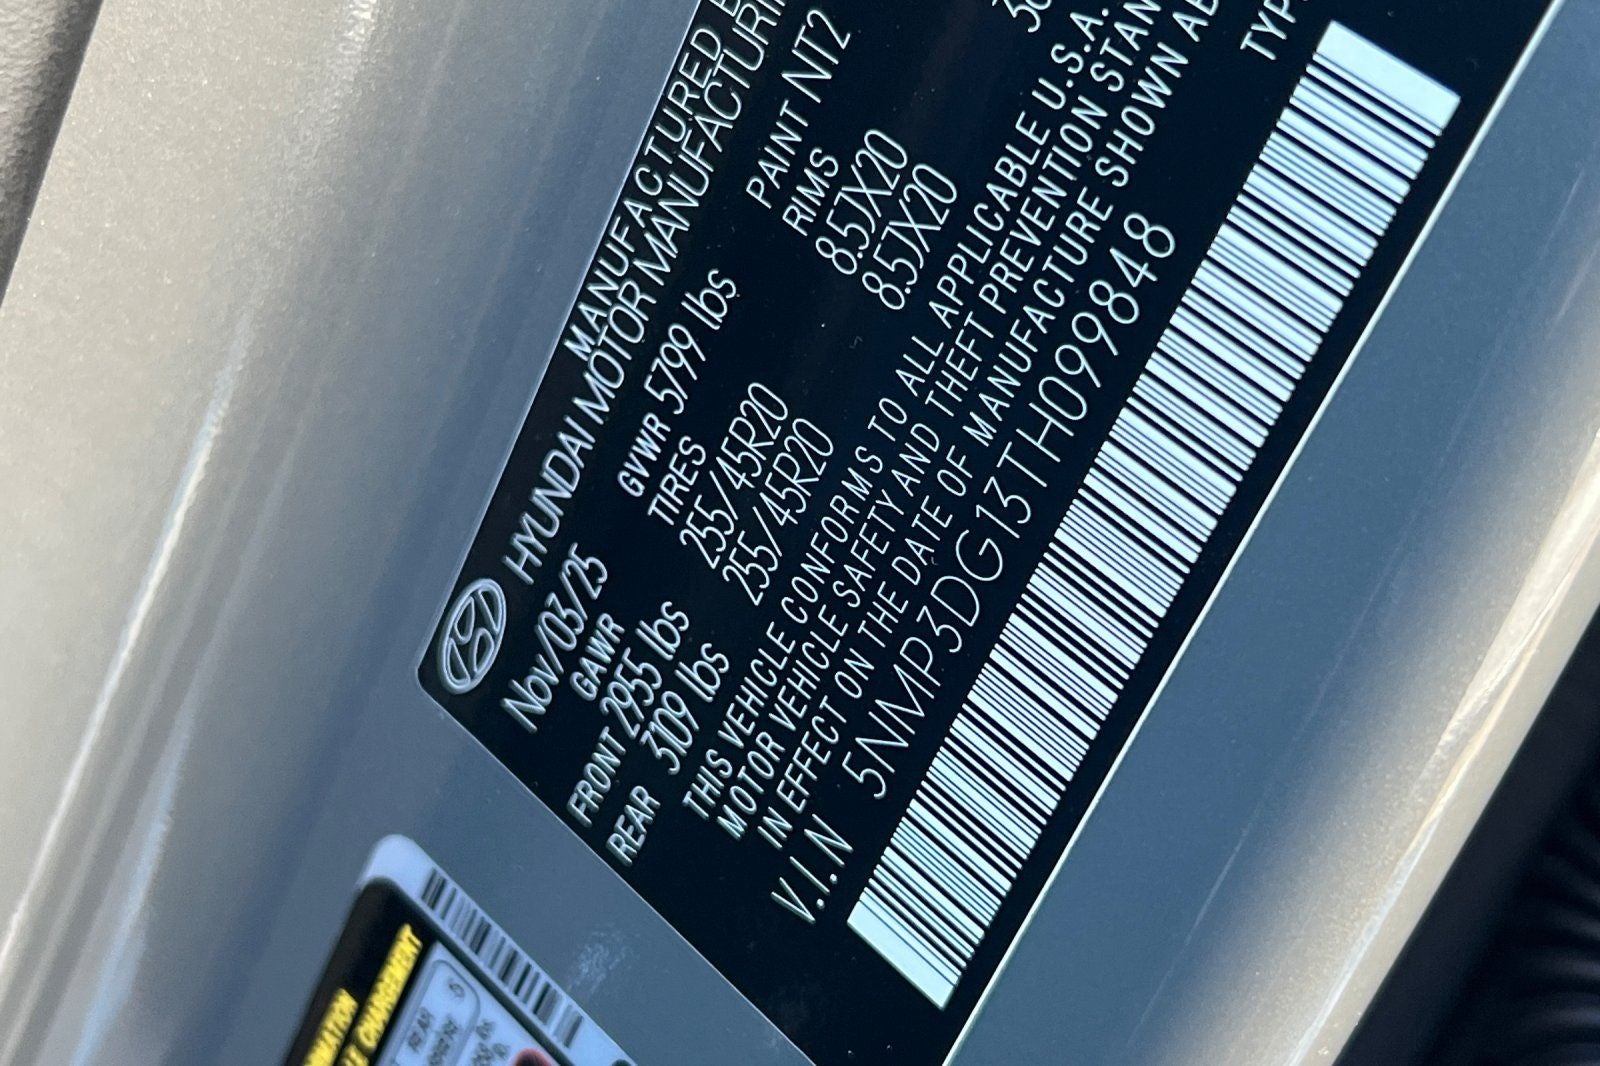 MANUFACTURED
HYUNDAI MOTOR MANUFACTURI
Nov/03/25 GVWR 5799 lbs PAINT NT2
GAWR TIRES RIMS
FRONT 2955 lbs 255/45R20 8.5JX20
REAR 3109 lbs 255/45R20 8.5JX20
THIS VEHICLE CONFORMS TO ALL APPLICABLE U.S.A.
MOTOR VEHICLE SAFETY AND THEFT PREVENTION STAN
IN EFFECT ON THE DATE OF MANUFACTURE SHOWN AB
V.I.N 5NMP3DG13TH099848 TYP
REAR